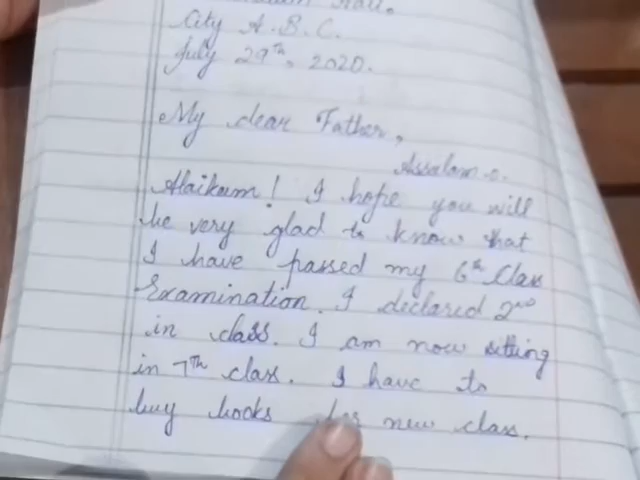 Hall.
City A.B.C.
July 29th, 2020.
My dear Father,
Assalam-o-
Alaikum! I hope you will
be very glad to know that
I have passed my 6th Class
Examination. I declared 2nd
in class. I am now sitting
in 7th class. I have to
buy books for new class.